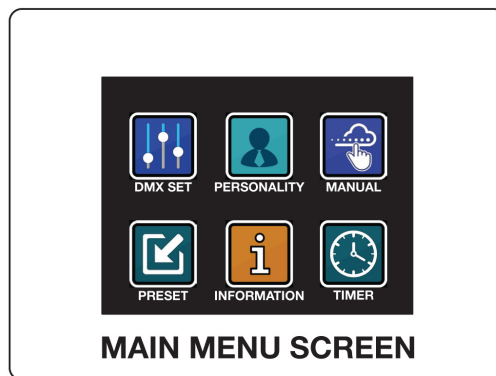 DMX SET PERSONALITY MANUAL
PRESET INFORMATION TIMER
MAIN MENU SCREEN